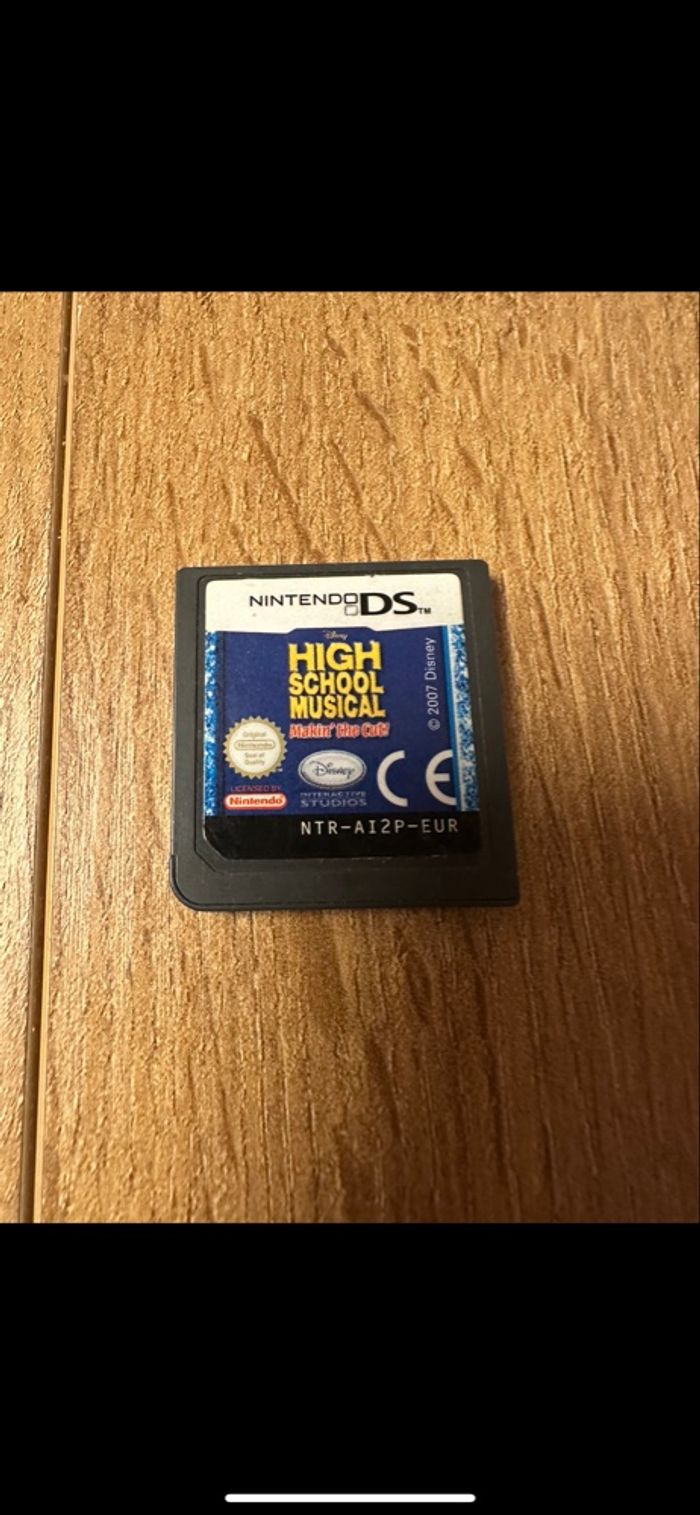 NINTENDO DS™
Disney
HIGH
SCHOOL
MUSICAL
Makin' the Cut!
© 2007 Disney
Original
Nintendo
Seal of
Quality
LICENSED BY
Nintendo
Disney
INTERACTIVE
STUDIOS
CE
NTR-AI2P-EUR